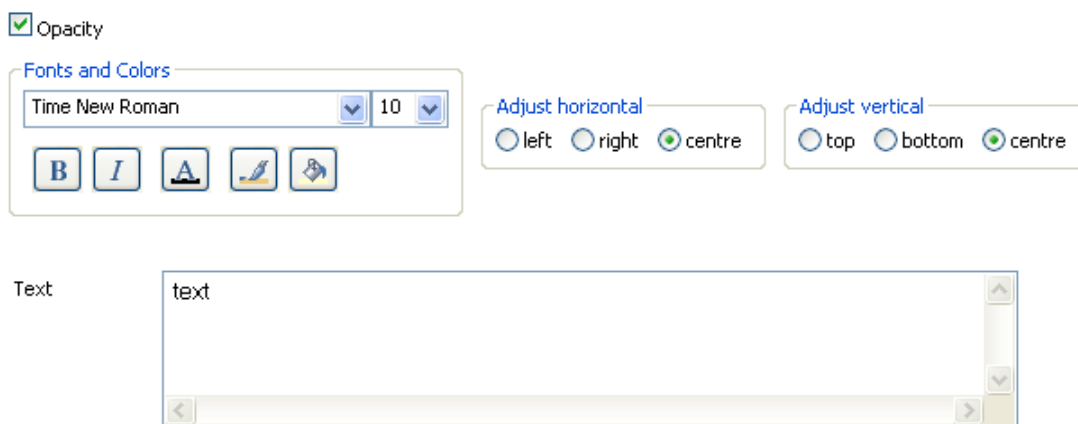 Opacity
Fonts and Colors
Time New Roman 10
B I A
Adjust horizontal
left right centre
Adjust vertical
top bottom centre
Text
text